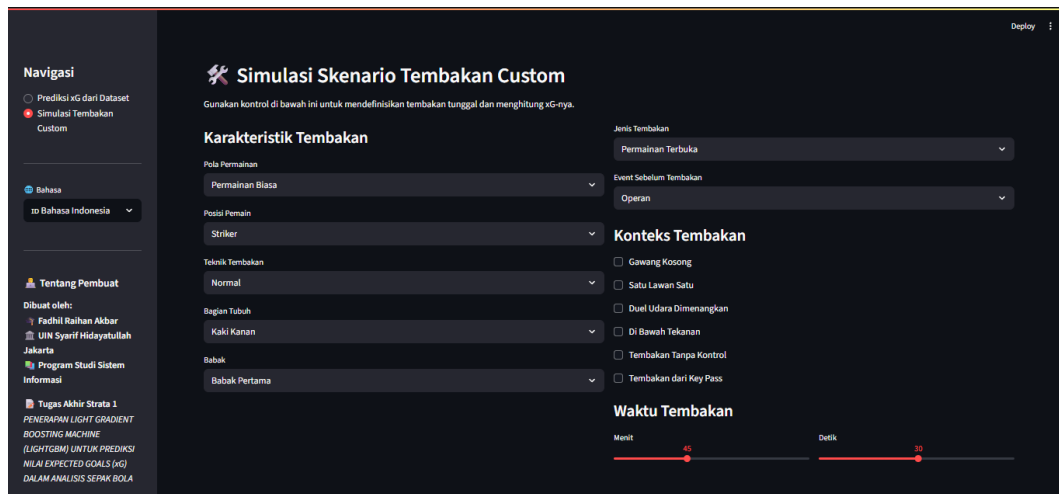 Deploy
Navigasi
Prediksi xG dari Dataset
Simulasi Tembakan
Custom
Bahasa
ID Bahasa Indonesia
Tentang Pembuat
Dibuat oleh:
Fadhil Raihan Akbar
UIN Syarif Hidayatullah
Jakarta
Program Studi Sistem
Informasi
Tugas Akhir Strata 1
PENERAPAN LIGHT GRADIENT
BOOSTING MACHINE
(LIGHTGBM) UNTUK PREDIKSI
NILAI EXPECTED GOALS (xG)
DALAM ANALISIS SEPAK BOLA
Simulasi Skenario Tembakan Custom
Gunakan kontrol di bawah ini untuk mendefinisikan tembakan tunggal dan menghitung xG-nya.
Karakteristik Tembakan
Pola Permainan
Permainan Biasa
Posisi Pemain
Striker
Teknik Tembakan
Normal
Bagian Tubuh
Kaki Kanan
Babak
Babak Pertama
Jenis Tembakan
Permainan Terbuka
Event Sebelum Tembakan
Operan
Konteks Tembakan
Gawang Kosong
Satu Lawan Satu
Duel Udara Dimenangkan
Di Bawah Tekanan
Tembakan Tanpa Kontrol
Tembakan dari Key Pass
Waktu Tembakan
Menit
45
Detik
30